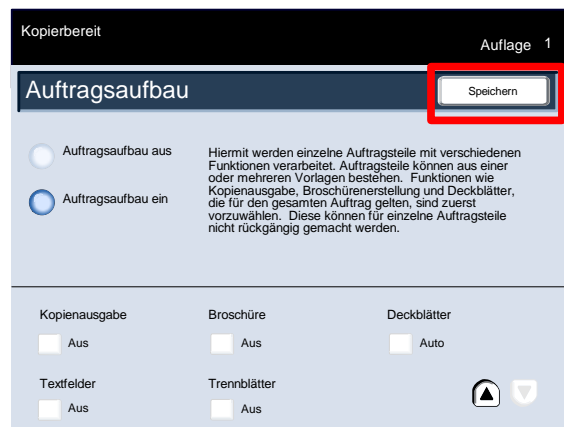 Kopierbereit
Auflage 1
Auftragsaufbau
Speichern
Auftragsaufbau aus
Auftragsaufbau ein
Hiermit werden einzelne Auftragsteile mit verschiedenen
Funktionen verarbeitet. Auftragsteile können aus einer
oder mehreren Vorlagen bestehen. Funktionen wie
Kopienausgabe, Broschürenerstellung und Deckblätter,
die für den gesamten Auftrag gelten, sind zuerst
vorzuwählen. Diese können für einzelne Auftragsteile
nicht rückgängig gemacht werden.
Kopienausgabe
Aus
Broschüre
Aus
Deckblätter
Auto
Textfelder
Aus
Trennblätter
Aus